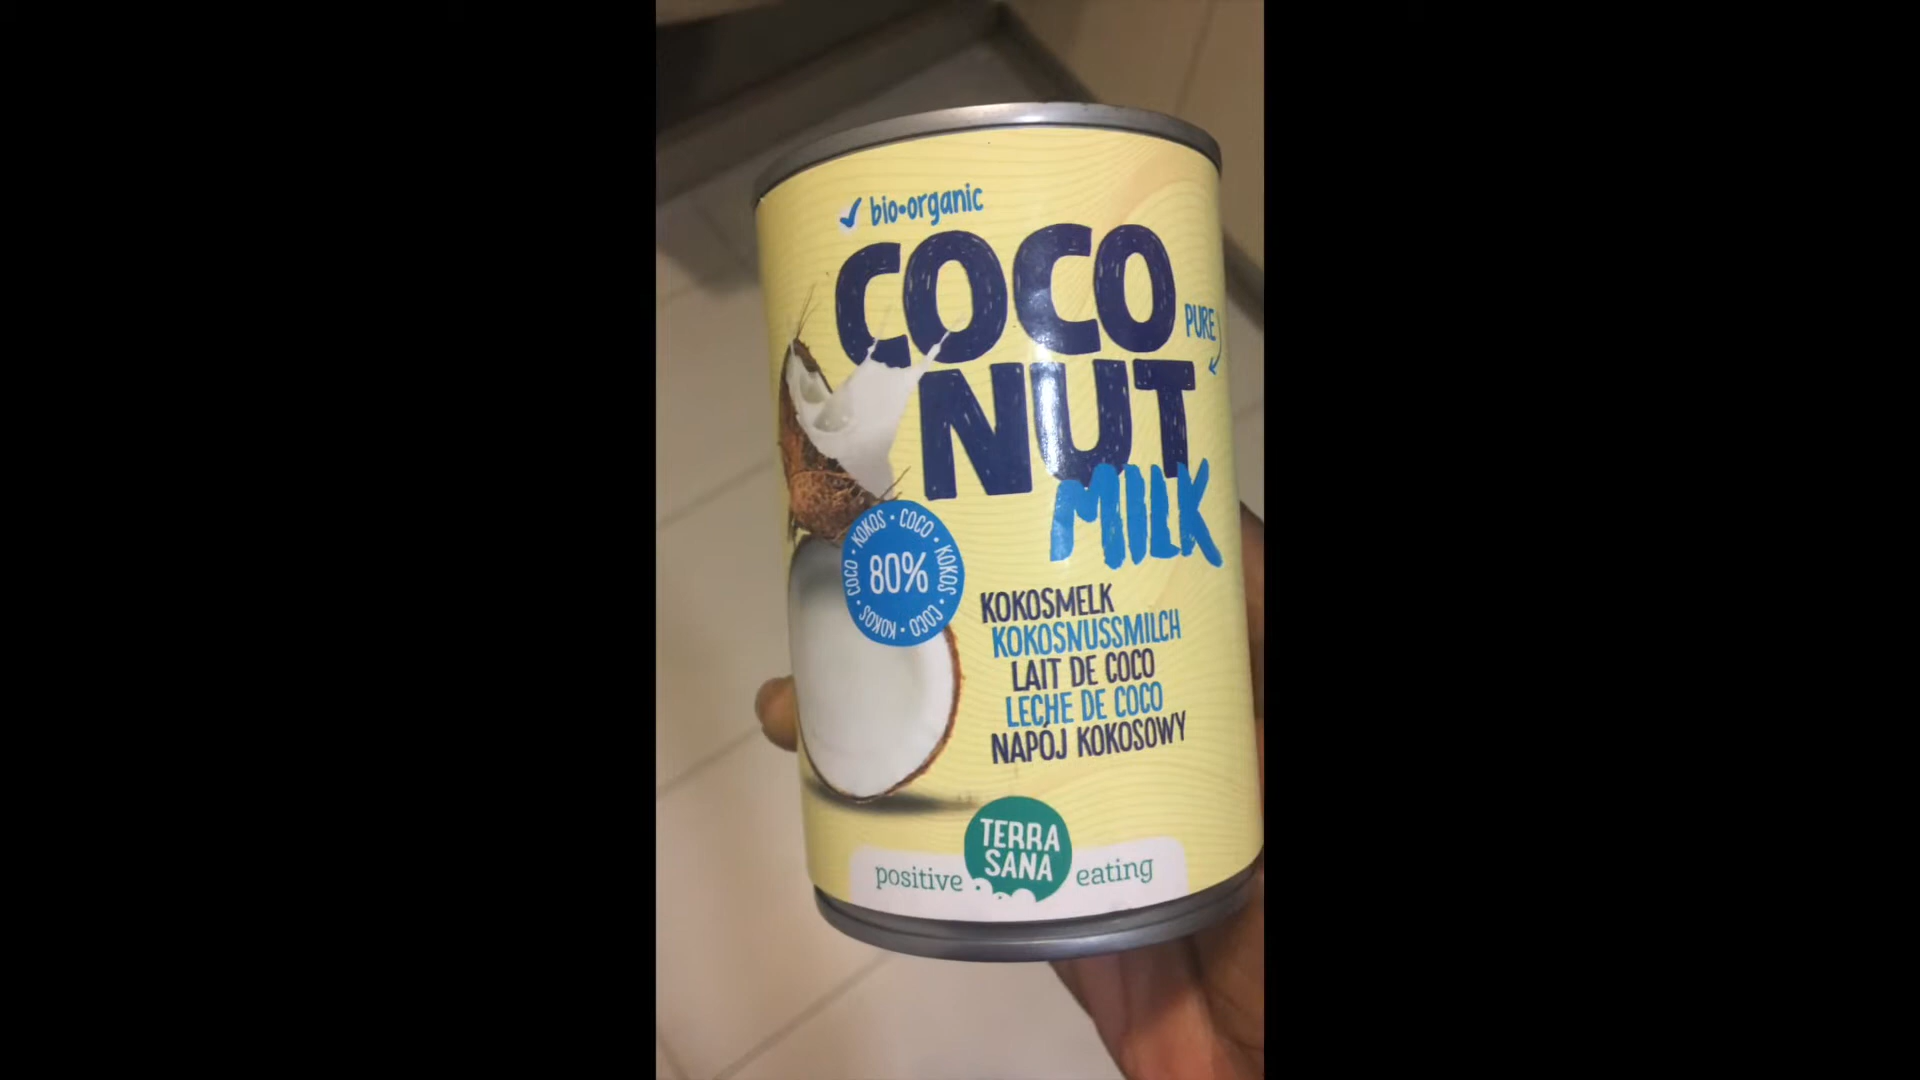 ✓ bio•organic
COCO
PURE
NUT
MILK
KOKOS • COCO • KOKOS • COCO • KOKOS • COCO •
80%
KOKOSMELK
KOKOSNUSSMILCH
LAIT DE COCO
LECHE DE COCO
NAPÓJ KOKOSOWY
TERRA
SANA
positive eating